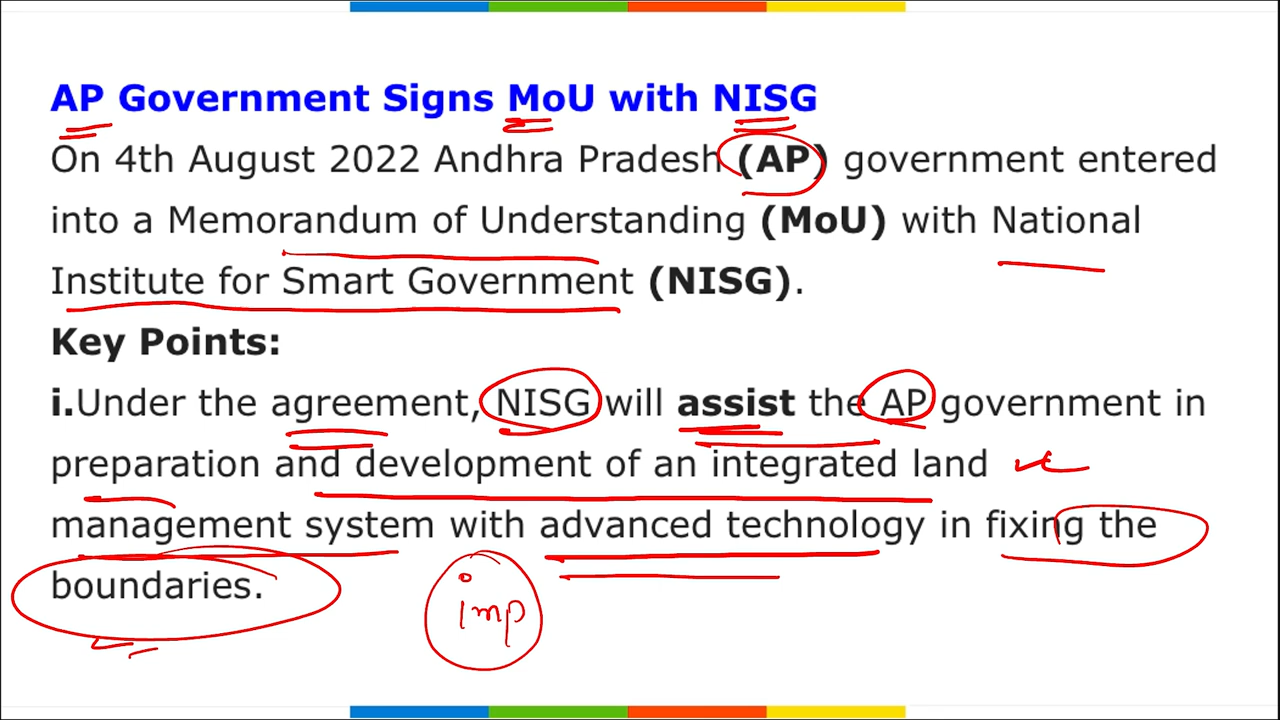 AP Government Signs MoU with NISG
On 4th August 2022 Andhra Pradesh (AP) government entered
into a Memorandum of Understanding (MoU) with National
Institute for Smart Government (NISG).
Key Points:
i.Under the agreement, NISG will assist the AP government in
preparation and development of an integrated land
management system with advanced technology in fixing the
boundaries.
imp